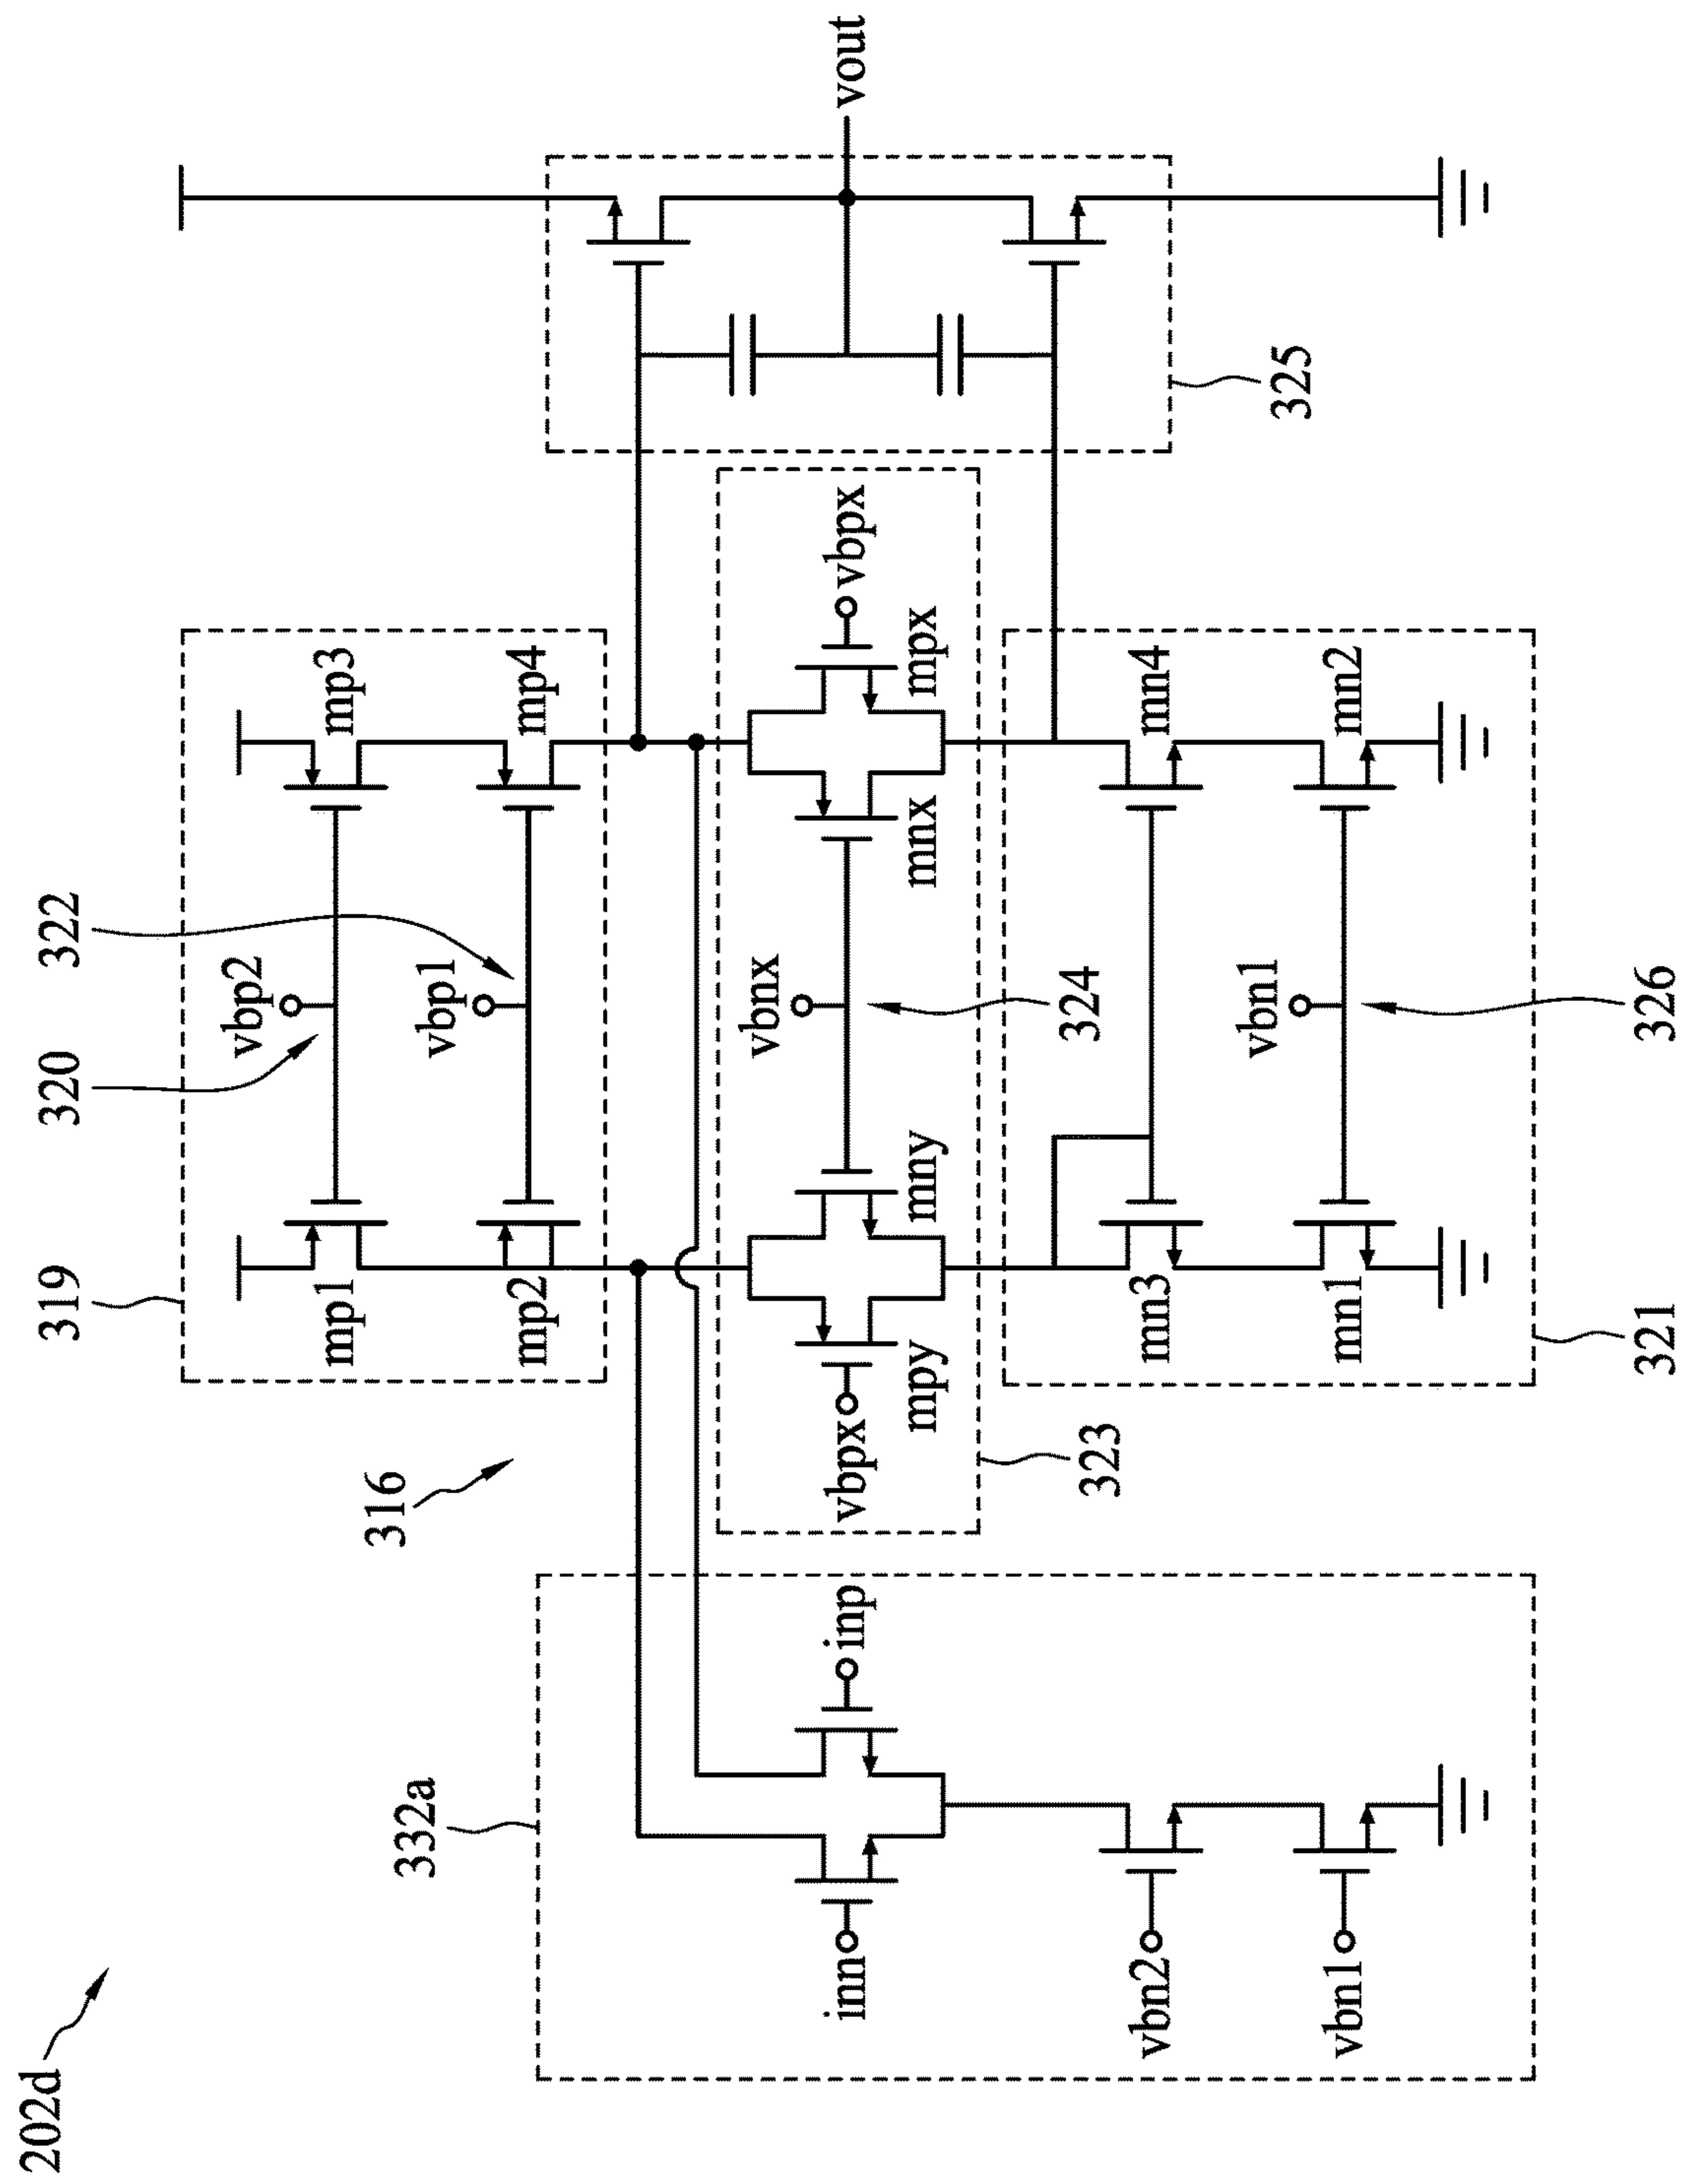 202d
332a
inn
inp
vbn2
vbn1
316
319
320
322
mp1
vbp2
mp3
mp2
vbp1
mp4
vbpx
mpy
mny
vbnx
mnx
mpx
vbpx
323
324
mn3
mn4
mn1
vbn1
mn2
321
326
325
vout